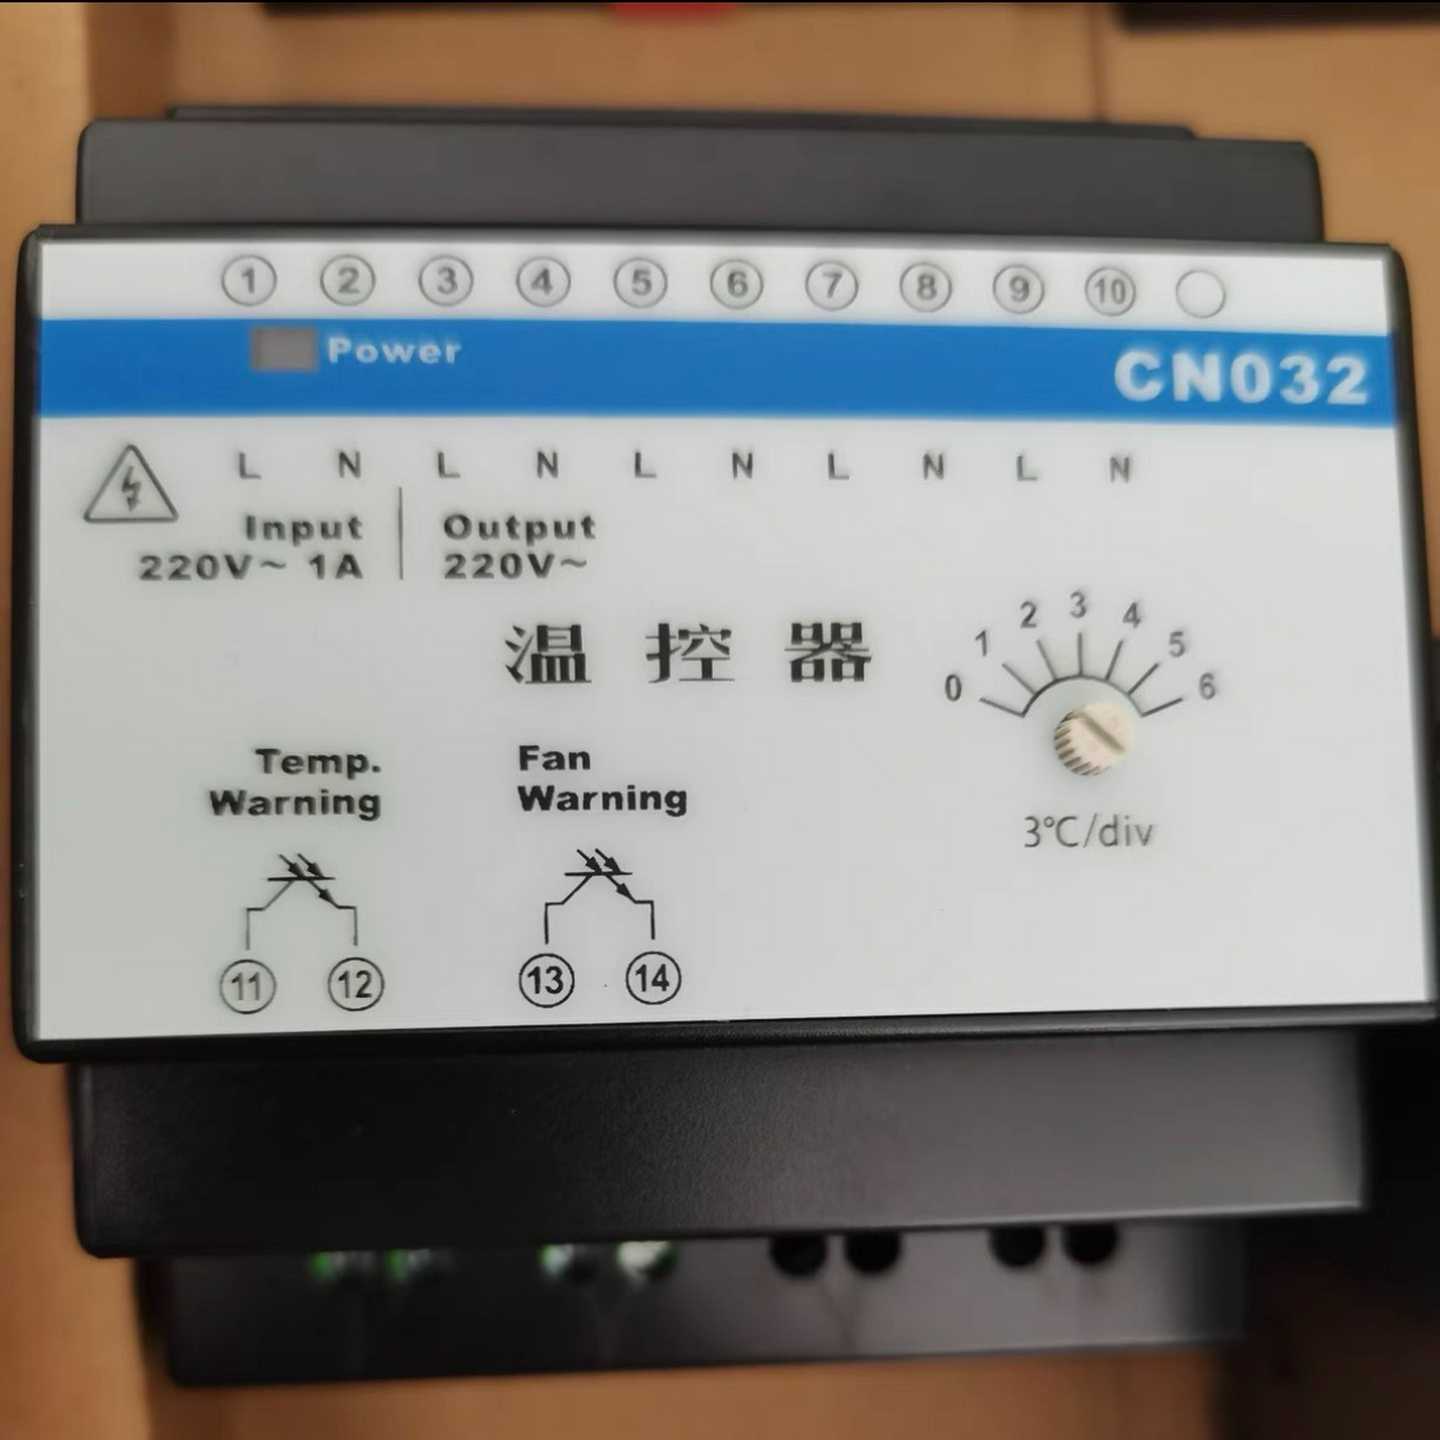 ① ② ③ ④ ⑤ ⑥ ⑦ ⑧ ⑨ ⑩
Power
CN032
L N L N L N L N L N
Input
220V~ 1A
Output
220V~
温控器
0 1 2 3 4 5 6
3℃/div
Temp.
Warning
Fan
Warning
⑪ ⑫ ⑬ ⑭